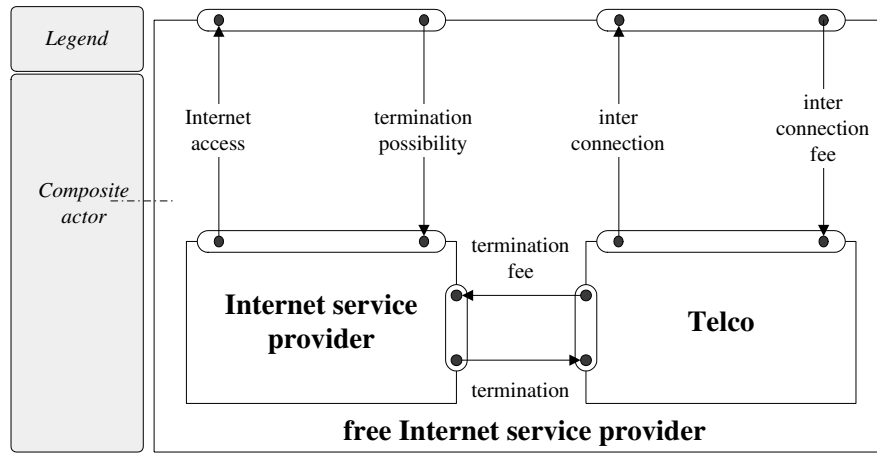 Legend
Composite
actor
Internet
access
termination
possibility
inter
connection
inter
connection
fee
termination
fee
Internet service
provider
Telco
termination
free Internet service provider